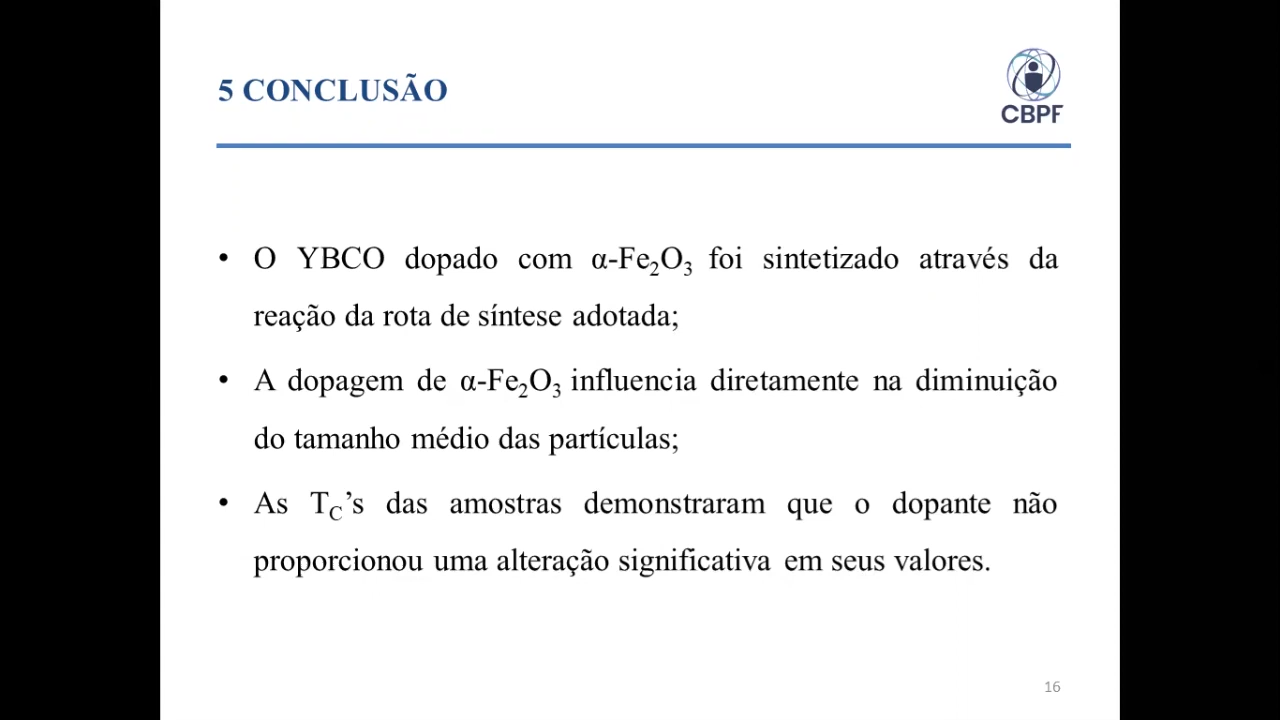 5 CONCLUSÃO
CBPF
• O YBCO dopado com α-Fe₂O₃ foi sintetizado através da
reação da rota de síntese adotada;
• A dopagem de α-Fe₂O₃ influencia diretamente na diminuição
do tamanho médio das partículas;
• As T_C’s das amostras demonstraram que o dopante não
proporcionou uma alteração significativa em seus valores.
16